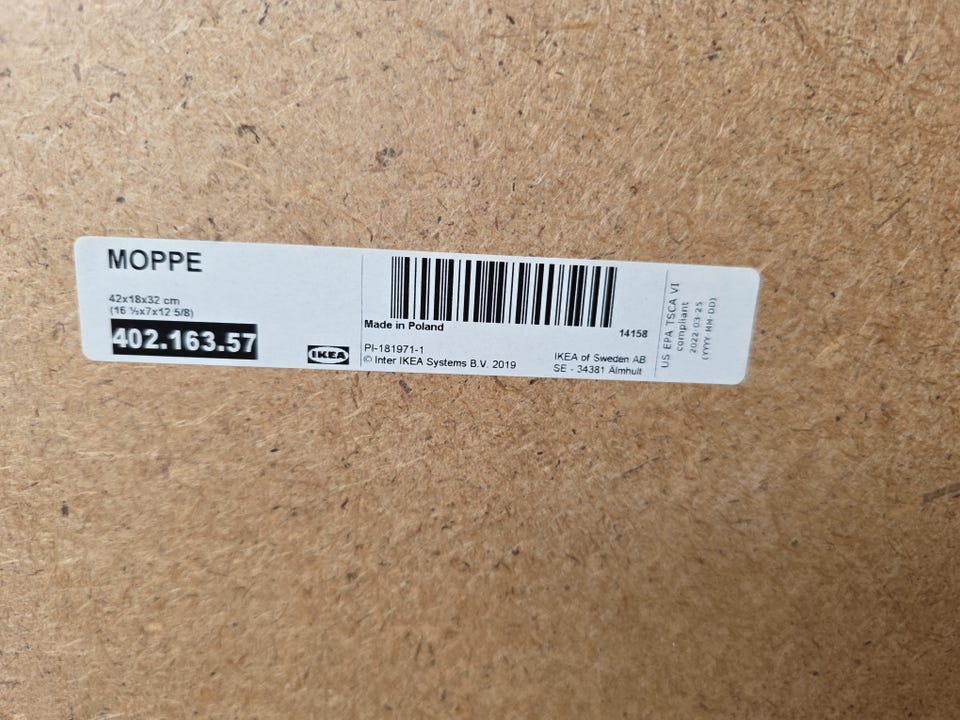 MOPPE
42x18x32 cm
(16 ½x7x12 5/8)
402.163.57
IKEA
Made in Poland
14158
PI-181971-1
© Inter IKEA Systems B.V. 2019
IKEA of Sweden AB
SE - 34381 Älmhult
US EPA TSCA VI
compliant
2022-03-25
(YYYY-MM-DD)